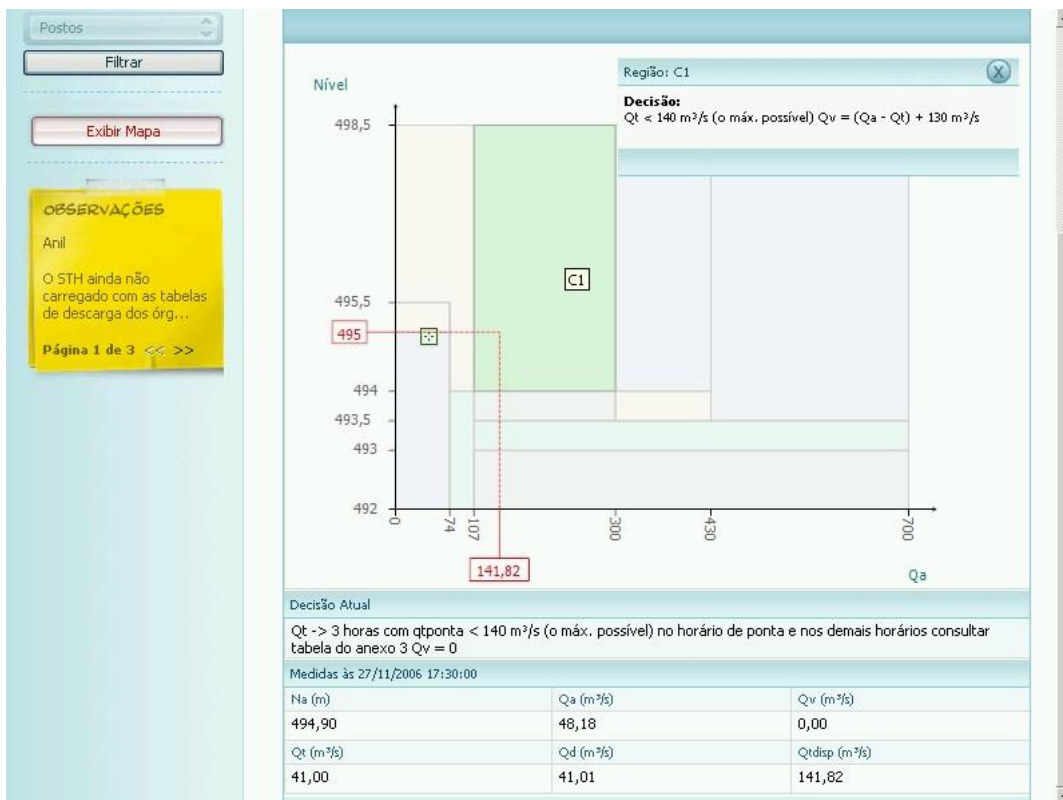 Postos
Filtrar
Exibir Mapa
OBSERVAÇÕES
Anil
O STH ainda não
carregado com as tabelas
de descarga dos órg...
Página 1 de 3 << >>
Nível
Região: C1
X
Decisão:
Qt < 140 m³/s (o máx. possível) Qv = (Qa - Qt) + 130 m³/s
498,5
C1
495,5
495
494
493,5
493
492
0
74
107
300
430
700
141,82
Qa
Decisão Atual
Qt -> 3 horas com qtponta < 140 m³/s (o máx. possível) no horário de ponta e nos demais horários consultar
tabela do anexo 3 Qv = 0
Medidas às 27/11/2006 17:30:00
Na (m) Qa (m³/s) Qv (m³/s)
494,90 48,18 0,00
Qt (m³/s) Qd (m³/s) Qtdisp (m³/s)
41,00 41,01 141,82